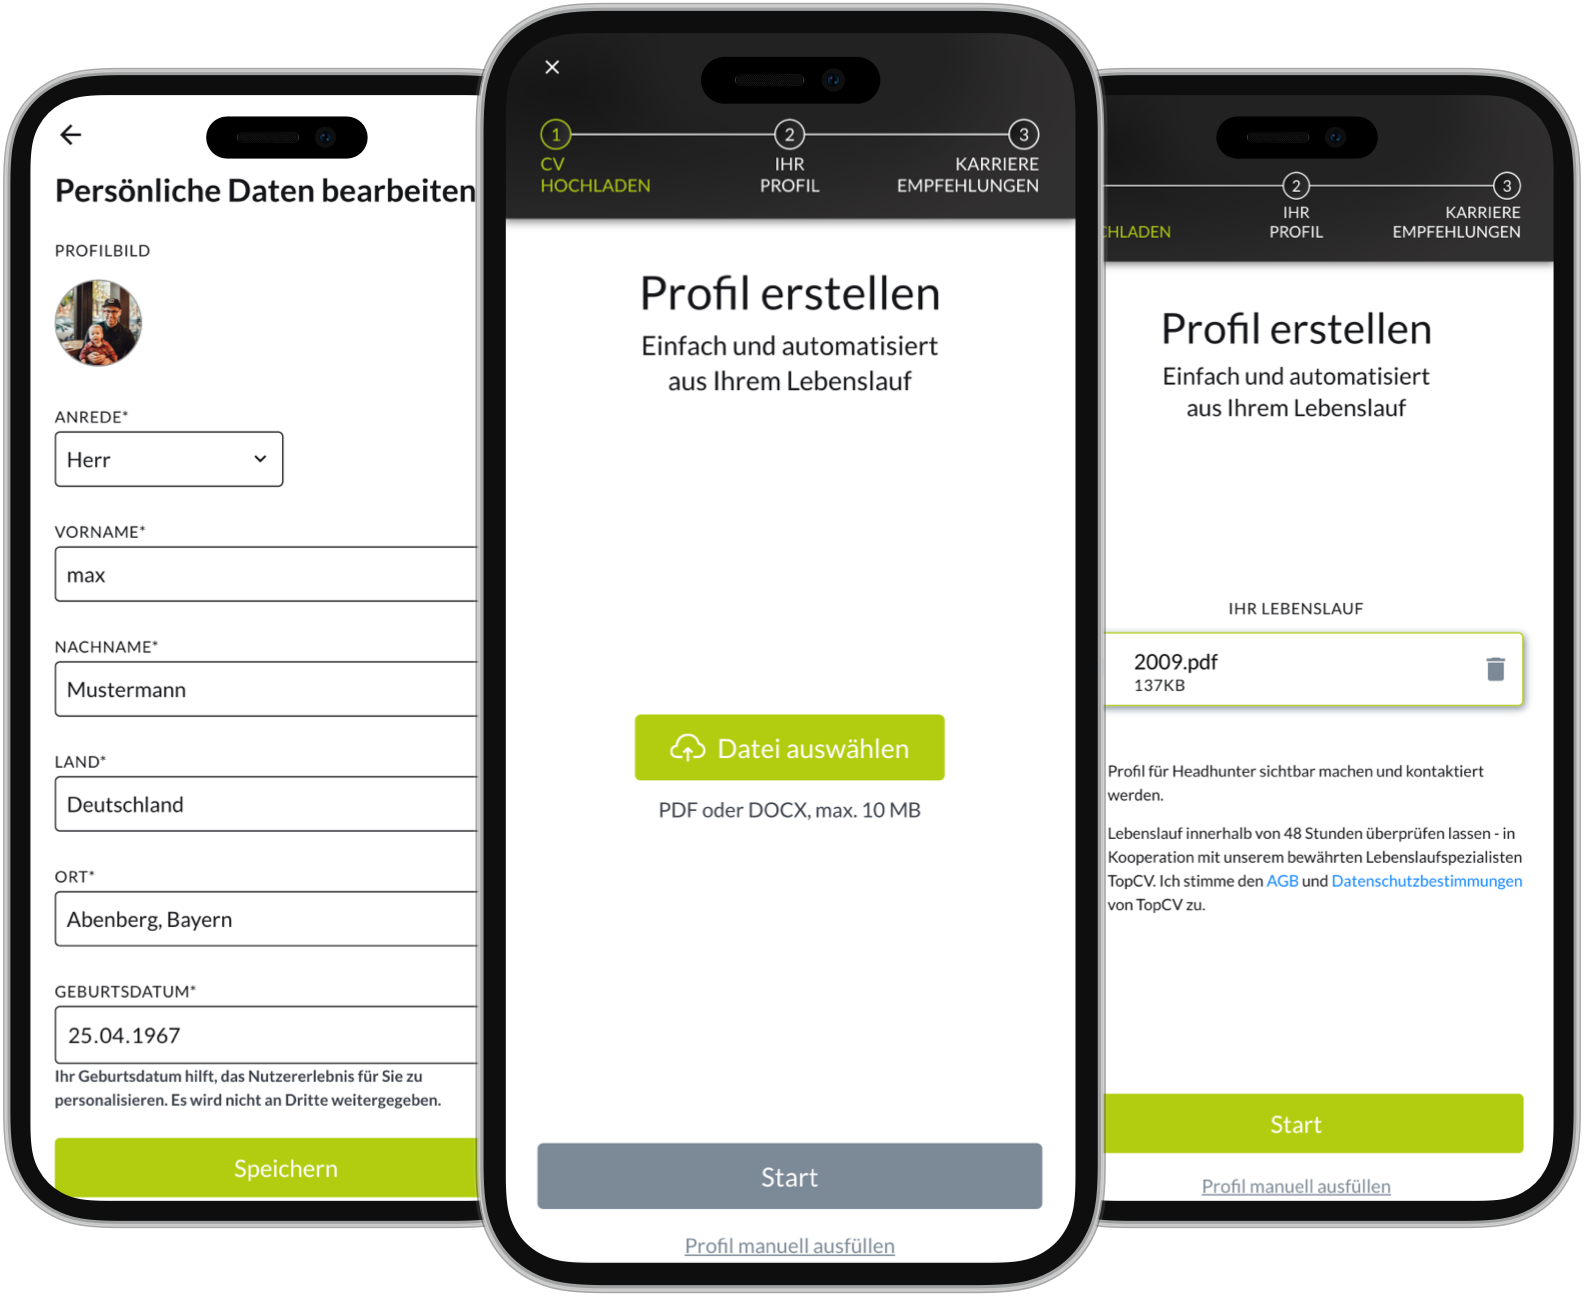 Persönliche Daten bearbeiten
PROFILBILD
ANREDE*
Herr
VORNAME*
max
NACHNAME*
Mustermann
LAND*
Deutschland
ORT*
Abenberg, Bayern
GEBURTSDATUM*
25.04.1967
Ihr Geburtsdatum hilft, das Nutzererlebnis für Sie zu
personalisieren. Es wird nicht an Dritte weitergegeben.
Speichern
1
2
3
CV
HOCHLADEN
IHR
PROFIL
KARRIERE
EMPFEHLUNGEN
Profil erstellen
Einfach und automatisiert
aus Ihrem Lebenslauf
Datei auswählen
PDF oder DOCX, max. 10 MB
Start
Profil manuell ausfüllen
2
3
CHLADEN
IHR
PROFIL
KARRIERE
EMPFEHLUNGEN
Profil erstellen
Einfach und automatisiert
aus Ihrem Lebenslauf
IHR LEBENSLAUF
2009.pdf
137KB
Profil für Headhunter sichtbar machen und kontaktiert
werden.
Lebenslauf innerhalb von 48 Stunden überprüfen lassen - in
Kooperation mit unserem bewährten Lebenslaufspezialisten
TopCV. Ich stimme den AGB und Datenschutzbestimmungen
von TopCV zu.
Start
Profil manuell ausfüllen